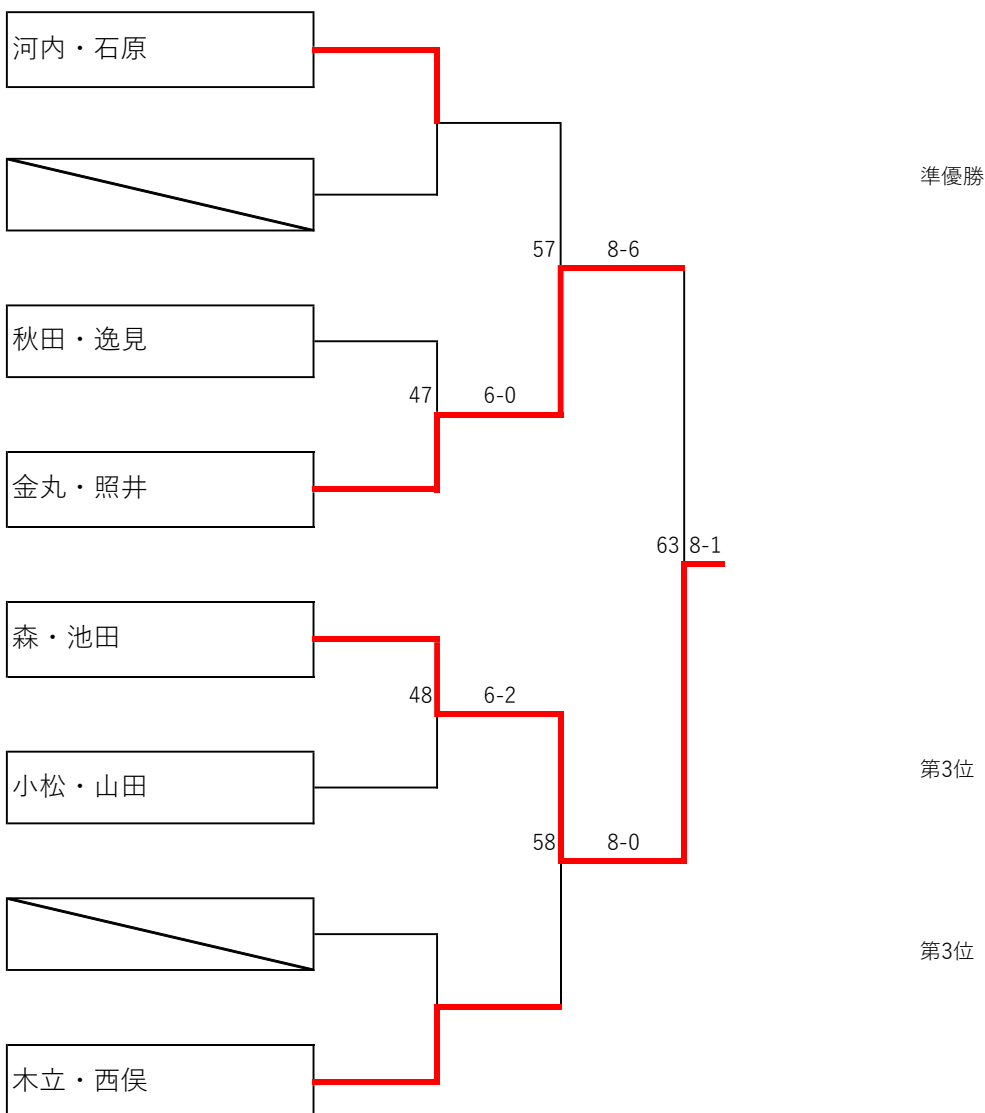 河内・石原
準優勝
57
8-6
秋田・逸見
47
6-0
金丸・照井
63
8-1
森・池田
48
6-2
小松・山田
第3位
58
8-0
第3位
木立・西俣